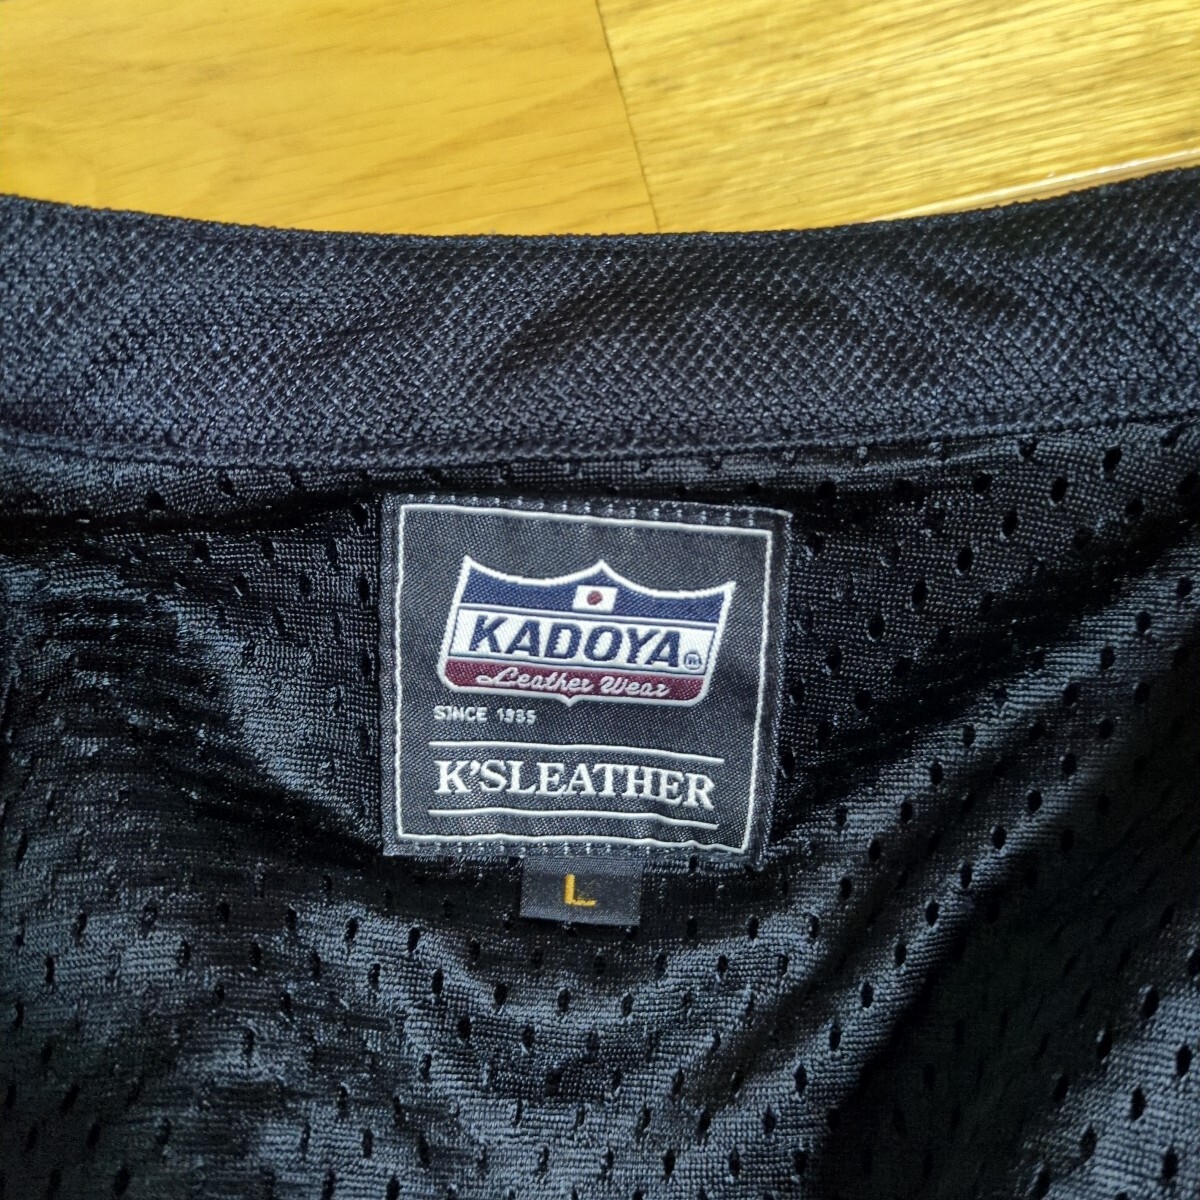 KADOYA®
Leather Wear
SINCE 1935
K'SLEATHER
L